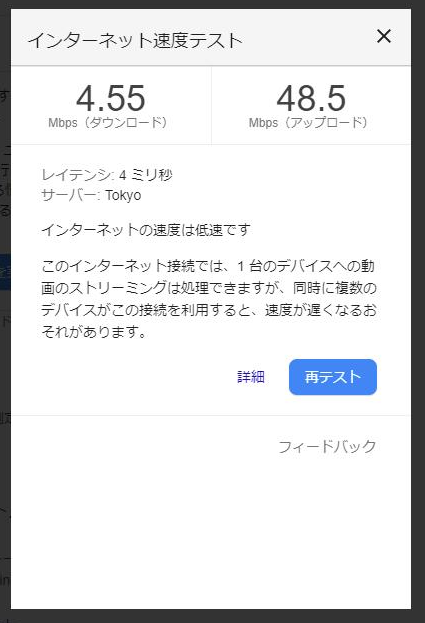 インターネット速度テスト
4.55
Mbps（ダウンロード）
48.5
Mbps（アップロード）
レイテンシ: 4 ミリ秒
サーバー: Tokyo
インターネットの速度は低速です
このインターネット接続では、1 台のデバイスへの動
画のストリーミングは処理できますが、同時に複数の
デバイスがこの接続を利用すると、速度が遅くなるお
それがあります。
詳細
再テスト
フィードバック